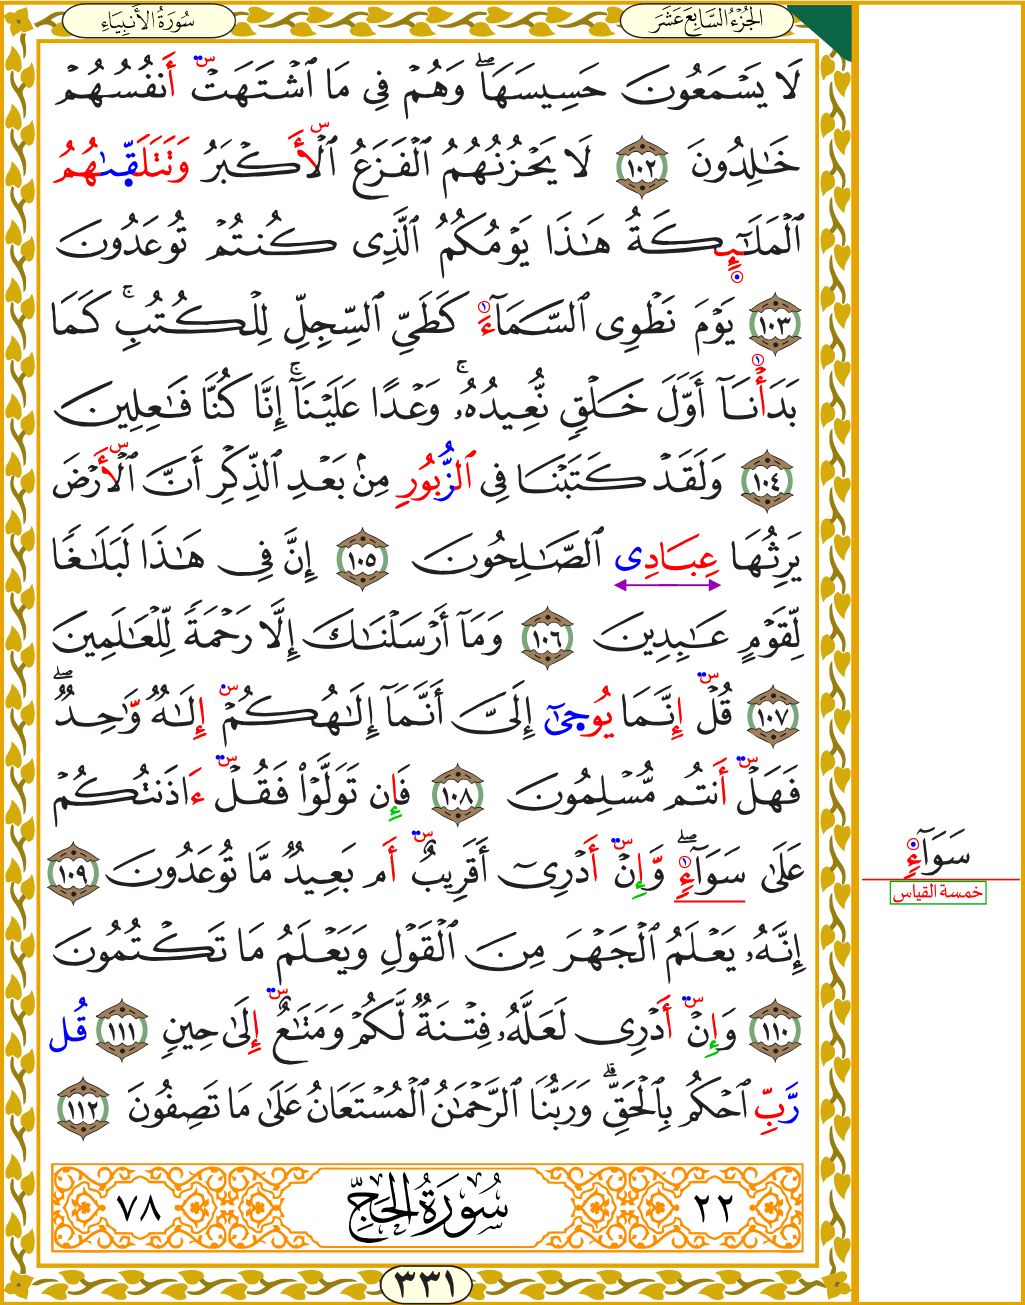 الجُزْءُ السَّابِعَ عَشَرَ
سُورَةُ الأَنبِيَاءِ
لَا يَسْمَعُونَ حَسِيسَهَا ۖ وَهُمْ فِي مَا ٱشْتَهَتْ أَنفُسُهُمْ
خَـٰلِدُونَ ١٠٢ لَا يَحْزُنُهُمُ ٱلْفَزَعُ ٱلْأَكْبَرُ وَتَتَلَقَّىٰهُمُ
ٱلْمَلَـٰٓئِكَةُ هَـٰذَا يَوْمُكُمُ ٱلَّذِى كُنتُمْ تُوعَدُونَ
١٠٣ يَوْمَ نَطْوِى ٱلسَّمَآءَ كَطَىِّ ٱلسِّجِلِّ لِلْكُتُبِ ۚ كَمَا
بَدَأْنَآ أَوَّلَ خَلْقٍ نُّعِيدُهُۥ ۚ وَعْدًا عَلَيْنَآ ۚ إِنَّا كُنَّا فَـٰعِلِينَ
١٠٤ وَلَقَدْ كَتَبْنَا فِى ٱلزُّبُورِ مِنۢ بَعْدِ ٱلذِّكْرِ أَنَّ ٱلْأَرْضَ
يَرِثُهَا عِبَادِى ٱلصَّـٰلِحُونَ ١٠٥ إِنَّ فِى هَـٰذَا لَبَلَـٰغًا
لِّقَوْمٍ عَـٰبِدِينَ ١٠٦ وَمَآ أَرْسَلْنَـٰكَ إِلَّا رَحْمَةً لِّلْعَـٰلَمِينَ
١٠٧ قُلْ إِنَّمَا يُوحَىٰٓ إِلَىَّ أَنَّمَآ إِلَـٰهُكُمْ إِلَـٰهٌ وَٰحِدٌ ۖ
فَهَلْ أَنتُم مُّسْلِمُونَ ١٠٨ فَإِن تَوَلَّوْا۟ فَقُلْ ءَاذَنتُكُمْ
عَلَىٰ سَوَآءٍ ۖ وَإِنْ أَدْرِىٓ أَقَرِيبٌ أَم بَعِيدٌ مَّا تُوعَدُونَ ١٠٩
سَوَآءٍ
خمسة القياس
إِنَّهُۥ يَعْلَمُ ٱلْجَهْرَ مِنَ ٱلْقَوْلِ وَيَعْلَمُ مَا تَكْتُمُونَ
١١٠ وَإِنْ أَدْرِى لَعَلَّهُۥ فِتْنَةٌ لَّكُمْ وَمَتَـٰعٌ إِلَىٰ حِينٍ ١١١ قُل
رَّبِّ ٱحْكُم بِٱلْحَقِّ ۗ وَرَبُّنَا ٱلرَّحْمَـٰنُ ٱلْمُسْتَعَانُ عَلَىٰ مَا تَصِفُونَ ١١٢
٢٢ سُورَةُ الحَجِّ ٧٨
٣٣١